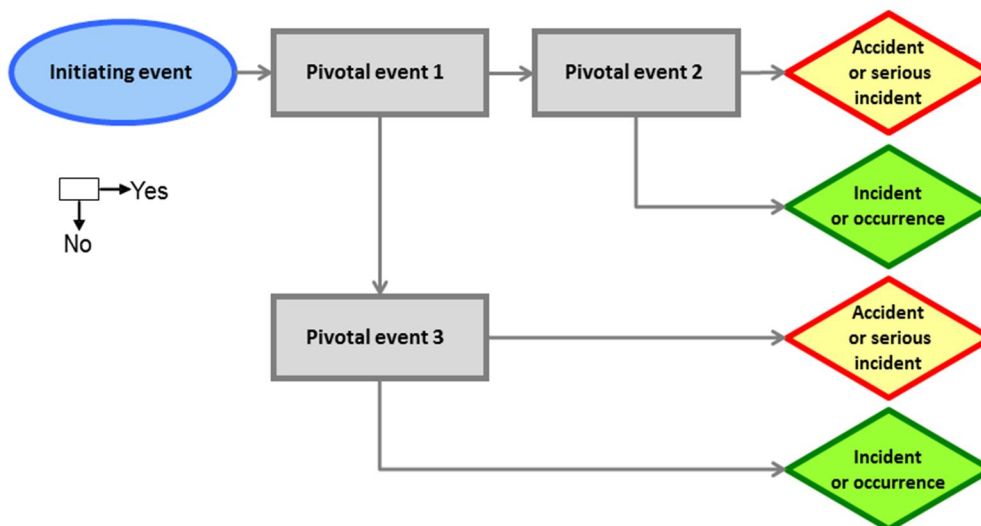 Initiating event
Pivotal event 1
Pivotal event 2
Accident
or serious
incident
Yes
No
Incident
or occurrence
Pivotal event 3
Accident
or serious
incident
Incident
or occurrence